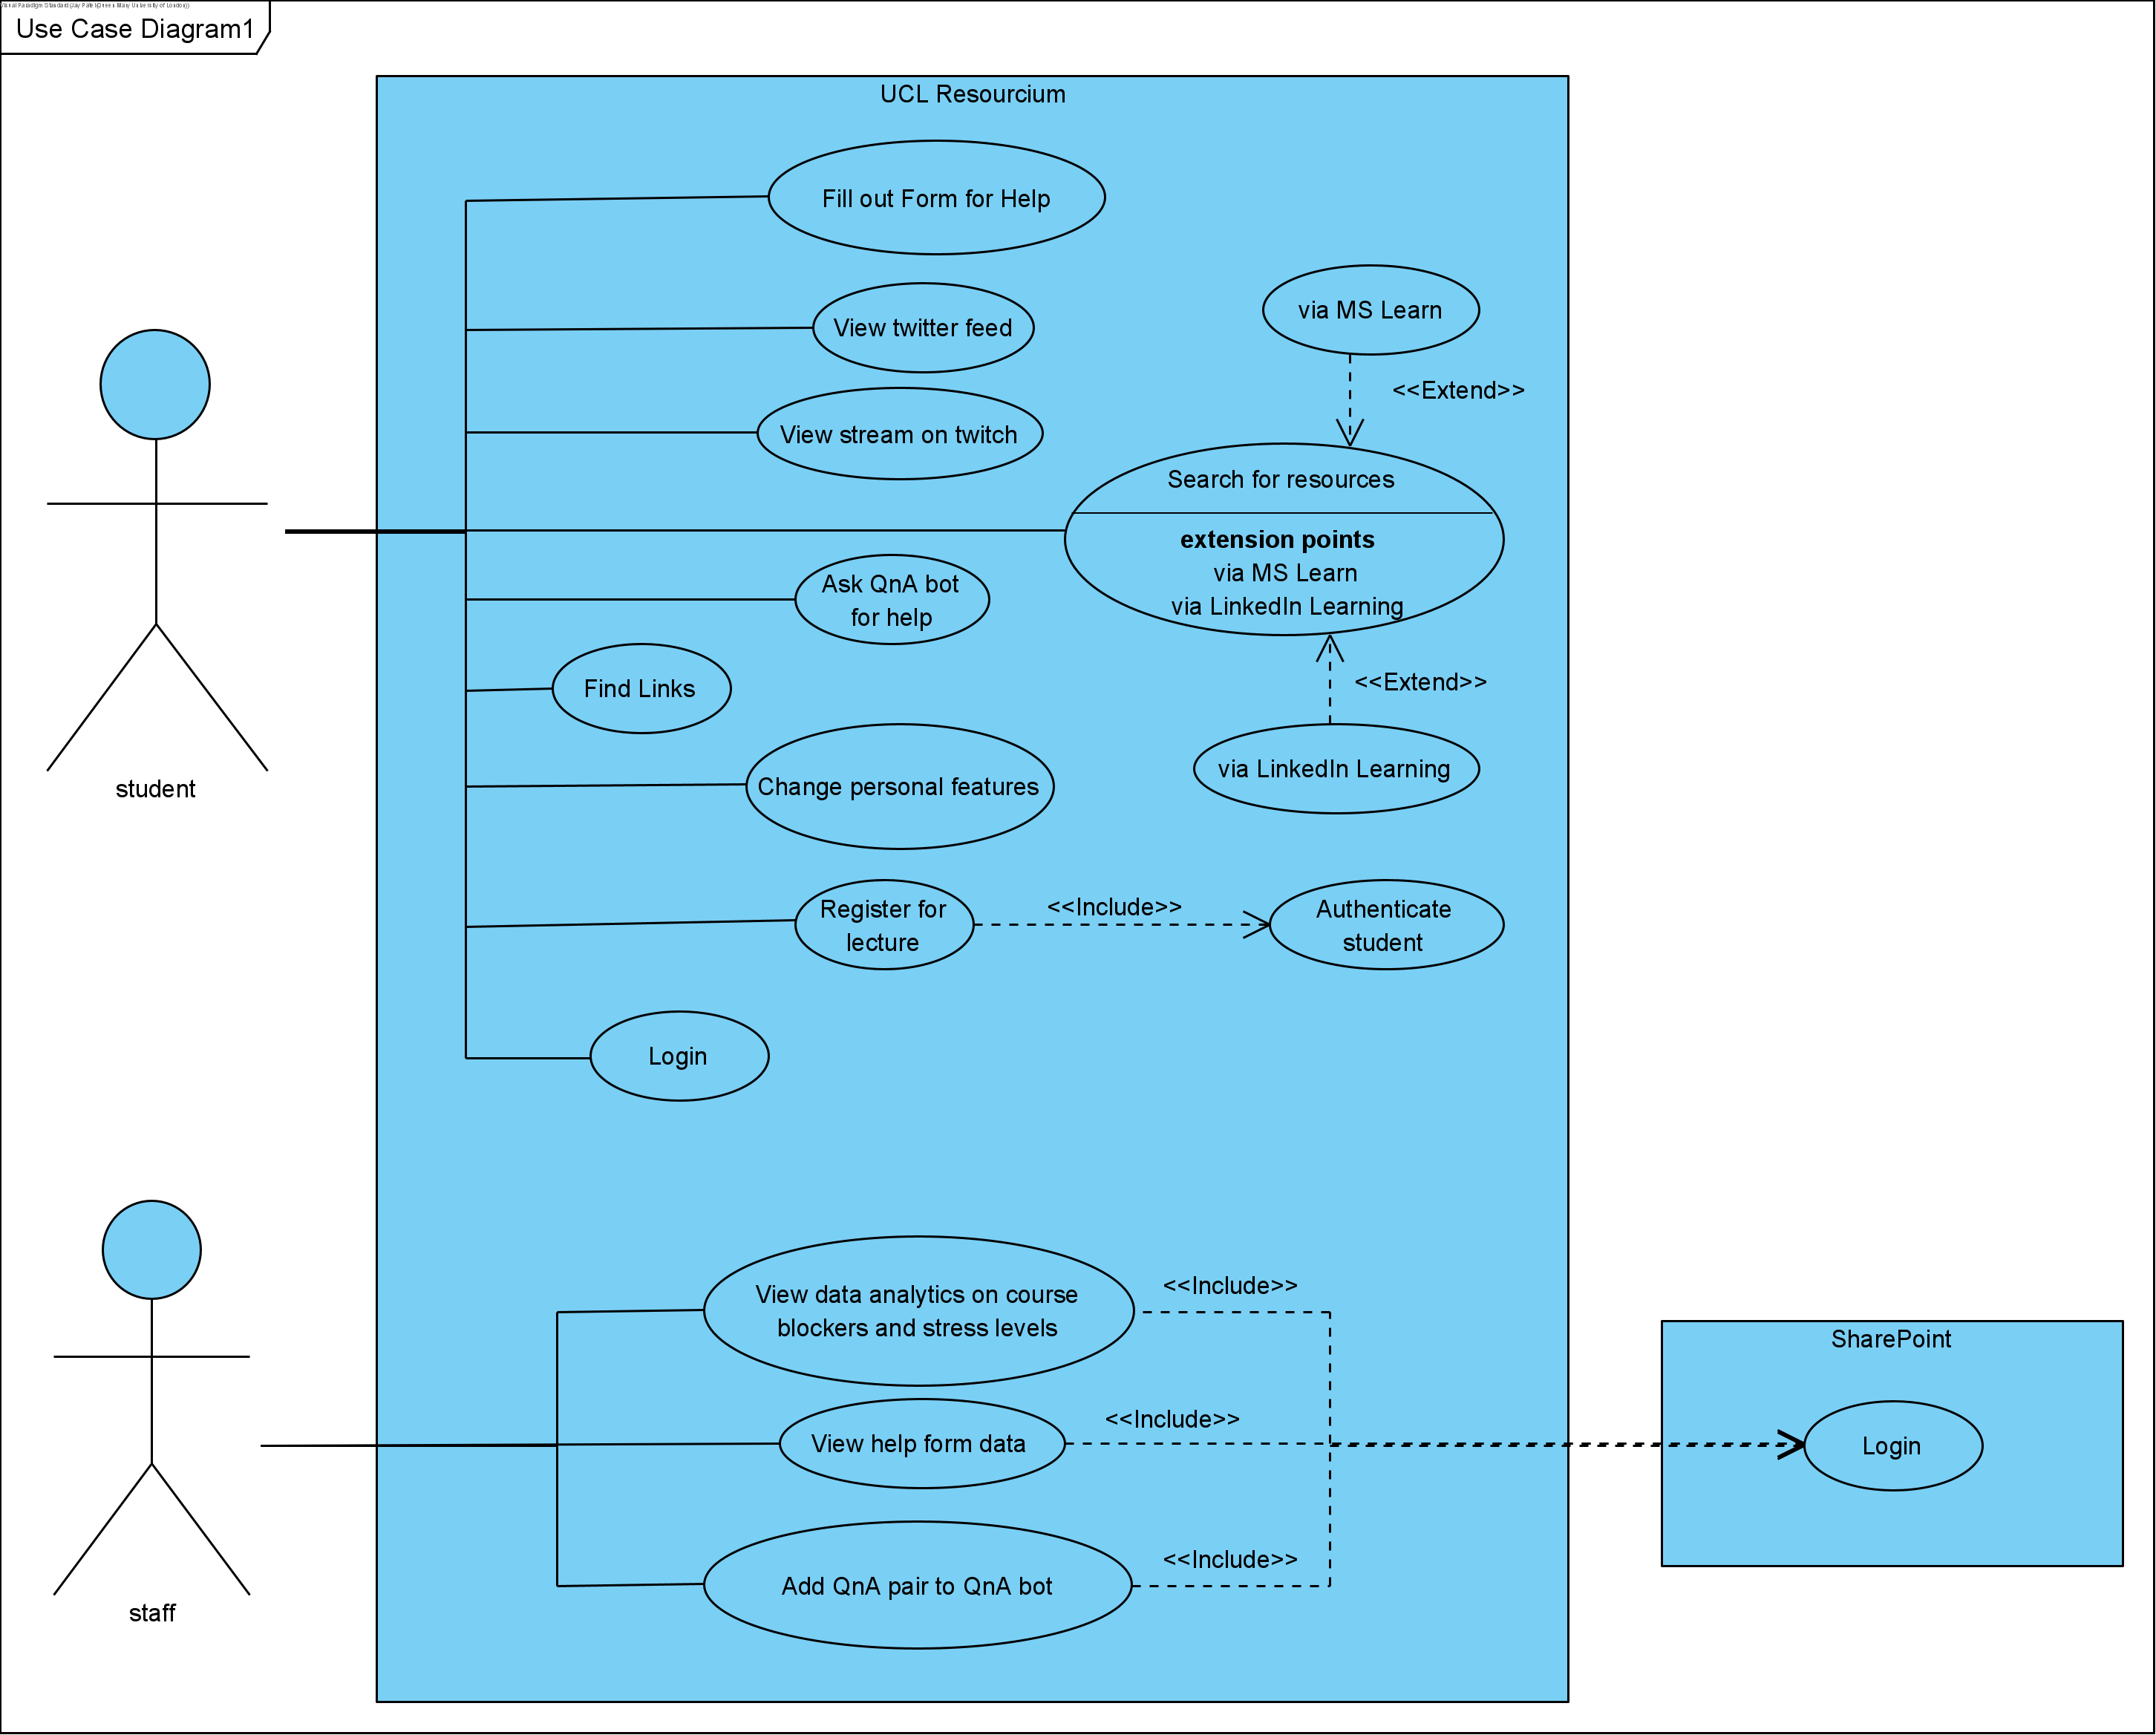 Visual Paradigm Standard(Jay Patel(Queen Mary University of London))
Use Case Diagram1
UCL Resourcium
Fill out Form for Help
via MS Learn
View twitter feed
<<Extend>>
View stream on twitch
Search for resources
extension points
via MS Learn
via LinkedIn Learning
Ask QnA bot
for help
Find Links
<<Extend>>
via LinkedIn Learning
Change personal features
student
Register for
lecture
<<Include>>
Authenticate
student
Login
View data analytics on course
blockers and stress levels
<<Include>>
SharePoint
<<Include>>
View help form data
Login
<<Include>>
Add QnA pair to QnA bot
staff